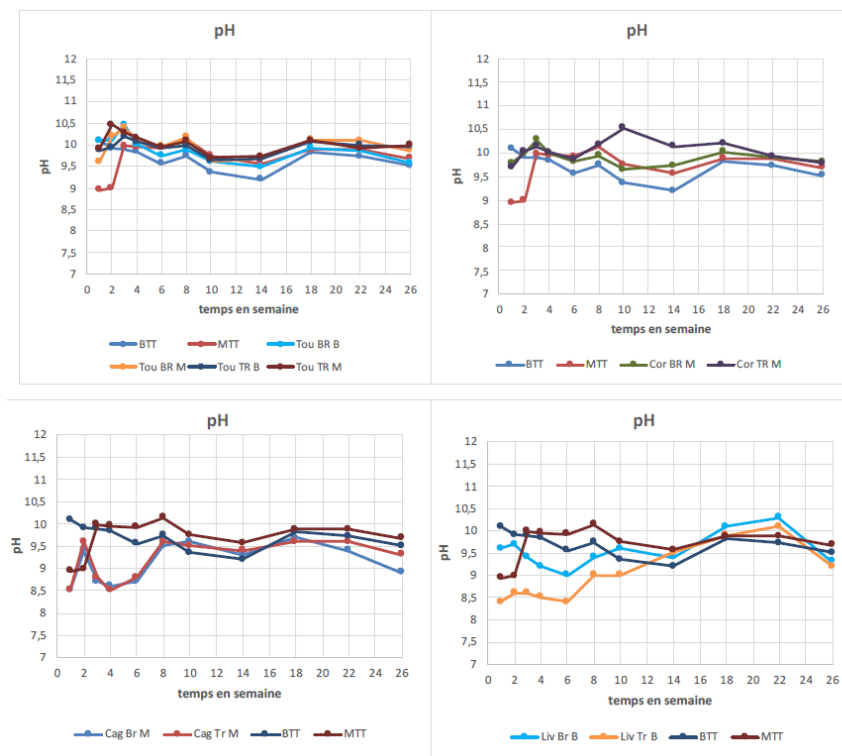 pH
12
11,5
11
10,5
10
9,5
9
8,5
8
7,5
7
pH
0 2 4 6 8 10 12 14 16 18 20 22 24 26
temps en semaine
BTT MTT Tou BR B
Tou BR M Tou TR B Tou TR M
pH
12
11,5
11
10,5
10
9,5
9
8,5
8
7,5
7
pH
0 2 4 6 8 10 12 14 16 18 20 22 24 26
temps en semaine
BTT MTT Cor BR M Cor TR M
pH
12
11,5
11
10,5
10
9,5
9
8,5
8
7,5
7
pH
0 2 4 6 8 10 12 14 16 18 20 22 24 26
temps en semaine
Cag Br M Cag Tr M BTT MTT
pH
12
11,5
11
10,5
10
9,5
9
8,5
8
7,5
7
pH
0 2 4 6 8 10 12 14 16 18 20 22 24 26
temps en semaine
Liv Br B Liv Tr B BTT MTT